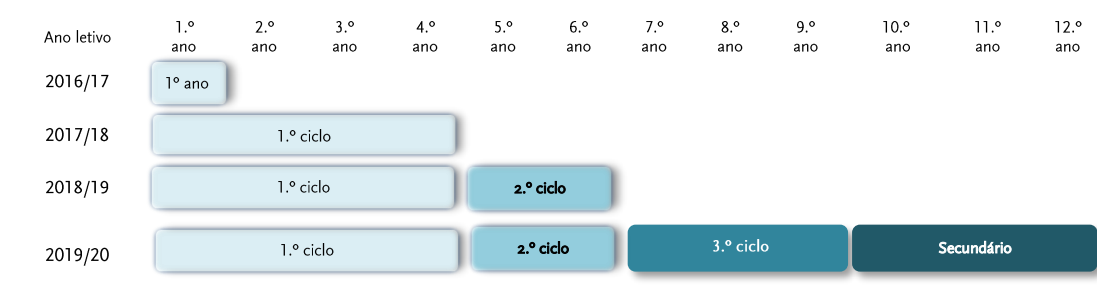 Ano letivo 1.º ano 2.º ano 3.º ano 4.º ano 5.º ano 6.º ano 7.º ano 8.º ano 9.º ano 10.º ano 11.º ano 12.º ano
2016/17 1º ano
2017/18 1.º ciclo
2018/19 1.º ciclo 2.º ciclo
2019/20 1.º ciclo 2.º ciclo 3.º ciclo Secundário